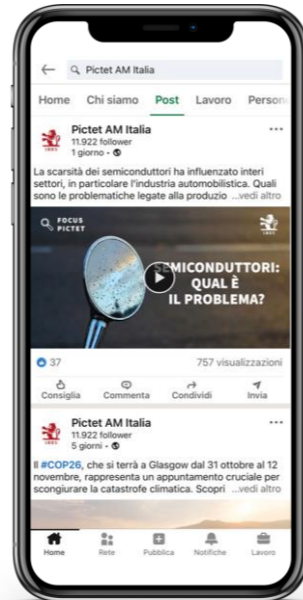 Pictet AM Italia
Home Chi siamo Post Lavoro Person
Pictet AM Italia
11.922 follower
1 giorno •
La scarsità dei semiconduttori ha influenzato interi
settori, in particolare l'industria automobilistica. Quali
sono le problematiche legate alla produzio ...vedi altro
FOCUS
PICTET
SEMICONDUTTORI:
QUAL È
IL PROBLEMA?
37 757 visualizzazioni
Consiglia Commenta Condividi Invia
Pictet AM Italia
11.922 follower
5 giorni •
Il #COP26, che si terrà a Glasgow dal 31 ottobre al 12
novembre, rappresenta un appuntamento cruciale per
scongiurare la catastrofe climatica. Scopri ...vedi altro
Home Rete Pubblica Notifiche Lavoro